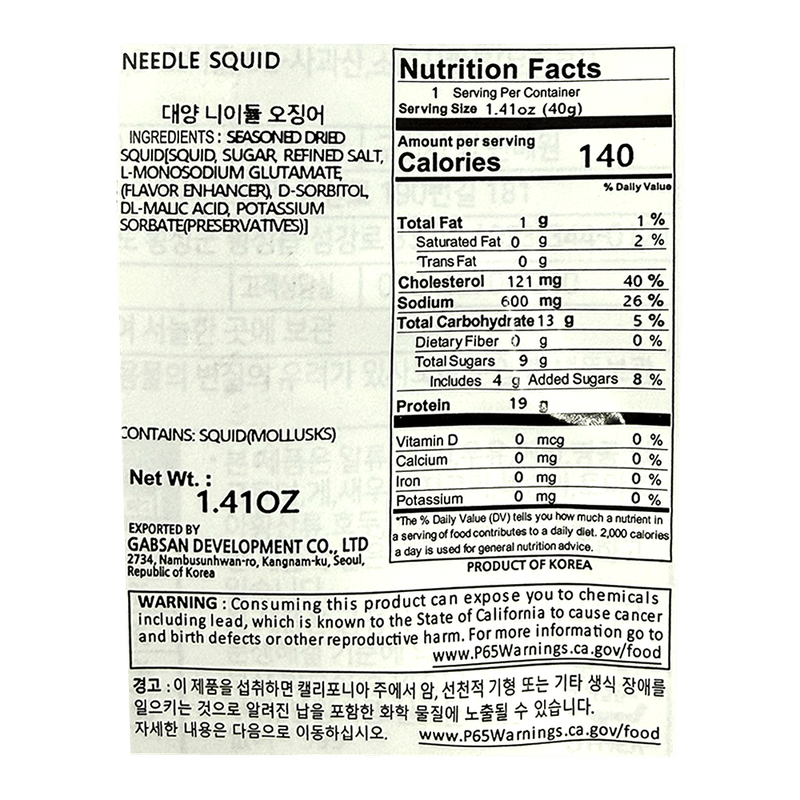 NEEDLE SQUID
대양 니이들 오징어
INGREDIENTS : SEASONED DRIED
SQUID[SQUID, SUGAR, REFINED SALT,
L-MONOSODIUM GLUTAMATE,
(FLAVOR ENHANCER), D-SORBITOL,
DL-MALIC ACID, POTASSIUM
SORBATE(PRESERVATIVES)]
CONTAINS: SQUID(MOLLUSKS)
Net Wt. :
1.41OZ
EXPORTED BY
GABSAN DEVELOPMENT CO., LTD
2734, Nambusunhwan-ro, Kangnam-ku, Seoul,
Republic of Korea
Nutrition Facts
1 Serving Per Container
Serving Size 1.41oz (40g)
Amount per serving
Calories 140
% Daily Value
Total Fat 1 g 1 %
Saturated Fat 0 g 2 %
Trans Fat 0 g
Cholesterol 121 mg 40 %
Sodium 600 mg 26 %
Total Carbohydrate 13 g 5 %
Dietary Fiber 0 g 0 %
Total Sugars 9 g
Includes 4 g Added Sugars 8 %
Protein 19 g
Vitamin D 0 mcg 0 %
Calcium 0 mg 0 %
Iron 0 mg 0 %
Potassium 0 mg 0 %
*The % Daily Value (DV) tells you how much a nutrient in
a serving of food contributes to a daily diet. 2,000 calories
a day is used for general nutrition advice.
PRODUCT OF KOREA
WARNING : Consuming this product can expose you to chemicals
including lead, which is known to the State of California to cause cancer
and birth defects or other reproductive harm. For more information go to
www.P65Warnings.ca.gov/food
경고 : 이 제품을 섭취하면 캘리포니아 주에서 암, 선천적 기형 또는 기타 생식 장애를
일으키는 것으로 알려진 납을 포함한 화학 물질에 노출될 수 있습니다.
자세한 내용은 다음으로 이동하십시오. www.P65Warnings.ca.gov/food